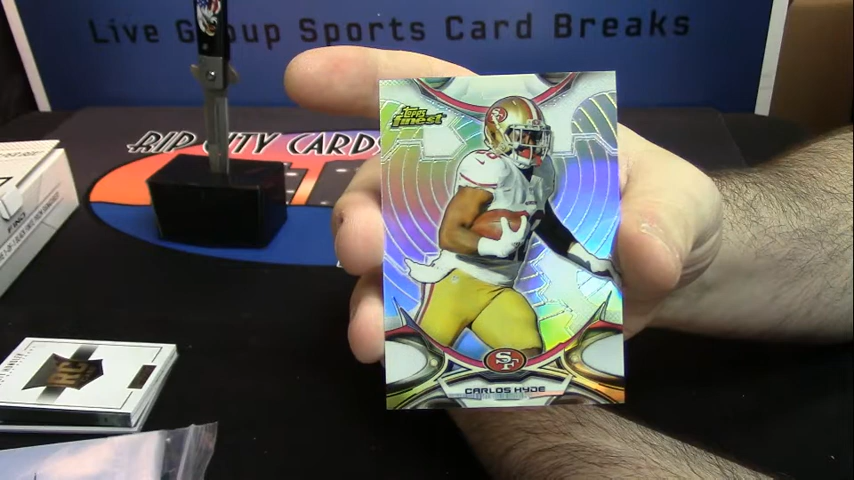 Live Group Sports Card Breaks
RIP CITY CARDS
TOPPS
finest
SF
CARLOS HYDE
RC